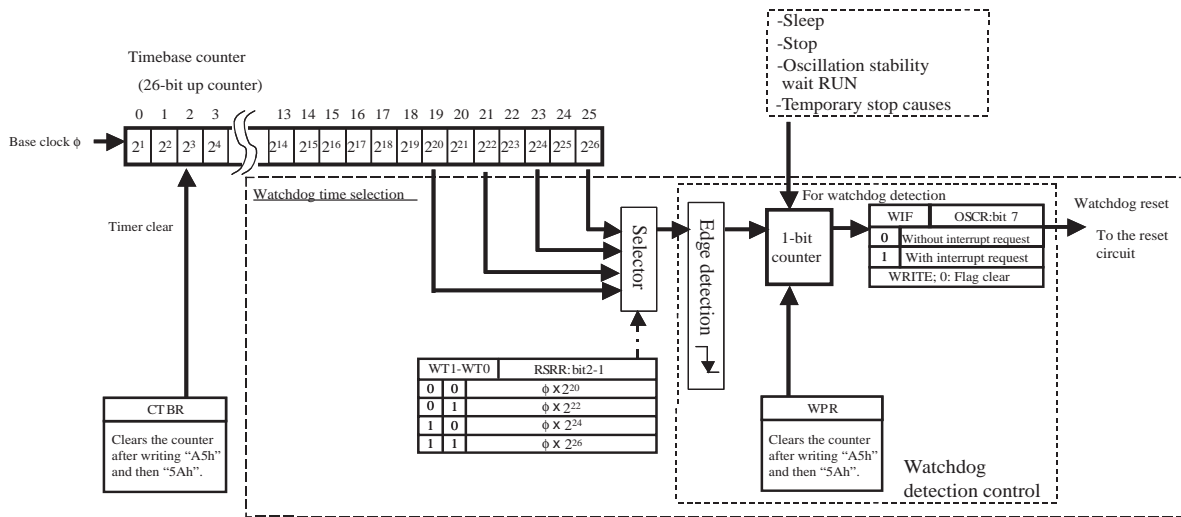 -Sleep
-Stop
-Oscillation stability
wait RUN
-Temporary stop causes
Timebase counter
(26-bit up counter)
0 1 2 3 13 14 15 16 17 18 19 20 21 22 23 24 25
Base clock ϕ
2¹ 2² 2³ 2⁴ 2¹⁴ 2¹⁵ 2¹⁶ 2¹⁷ 2¹⁸ 2¹⁹ 2²⁰ 2²¹ 2²² 2²³ 2²⁴ 2²⁵ 2²⁶
Watchdog time selection
Timer clear
Selector
For watchdog detection
Edge detection
1-bit
counter
WIF OSCR:bit 7
0 Without interrupt request
1 With interrupt request
WRITE; 0: Flag clear
Watchdog reset
To the reset
circuit
WT1-WT0 RSRR:bit2-1
0 0 ϕ x 2²⁰
0 1 ϕ x 2²²
1 0 ϕ x 2²⁴
1 1 ϕ x 2²⁶
CTBR
Clears the counter
after writing “A5h”
and then “5Ah”.
WPR
Clears the counter
after writing “A5h”
and then “5Ah”.
Watchdog
detection control